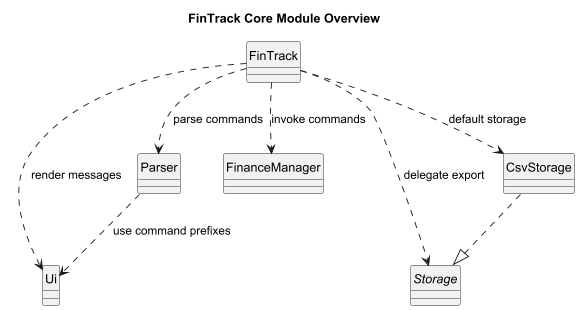 FinTrack Core Module Overview
FinTrack
parse commands
invoke commands
default storage
Parser
FinanceManager
CsvStorage
render messages
delegate export
use command prefixes
Ui
Storage